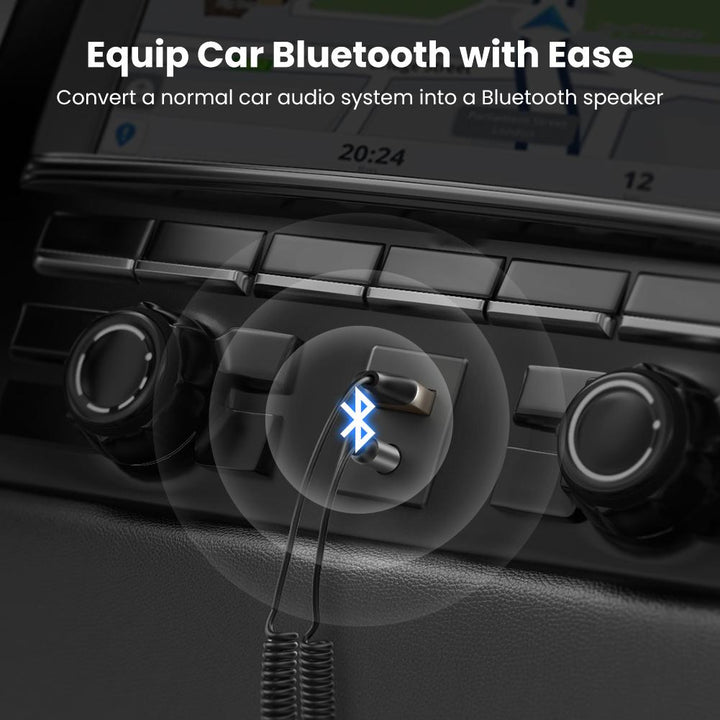 Equip Car Bluetooth with Ease
Convert a normal car audio system into a Bluetooth speaker
20:24
12